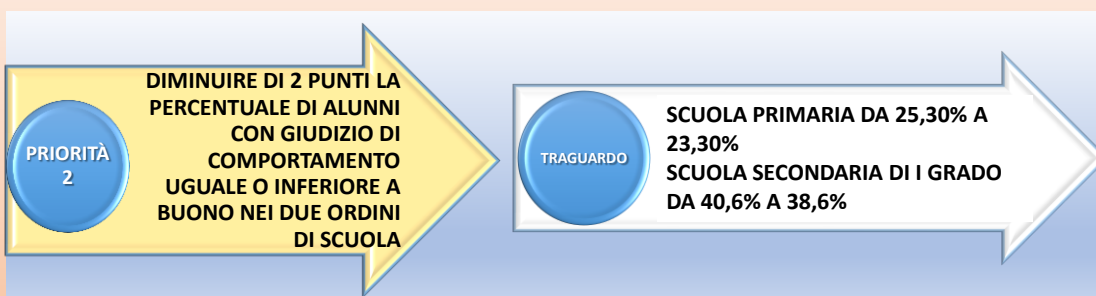 PRIORITÀ
2
DIMINUIRE DI 2 PUNTI LA
PERCENTUALE DI ALUNNI
CON GIUDIZIO DI
COMPORTAMENTO
UGUALE O INFERIORE A
BUONO NEI DUE ORDINI
DI SCUOLA
TRAGUARDO
SCUOLA PRIMARIA DA 25,30% A
23,30%
SCUOLA SECONDARIA DI I GRADO
DA 40,6% A 38,6%